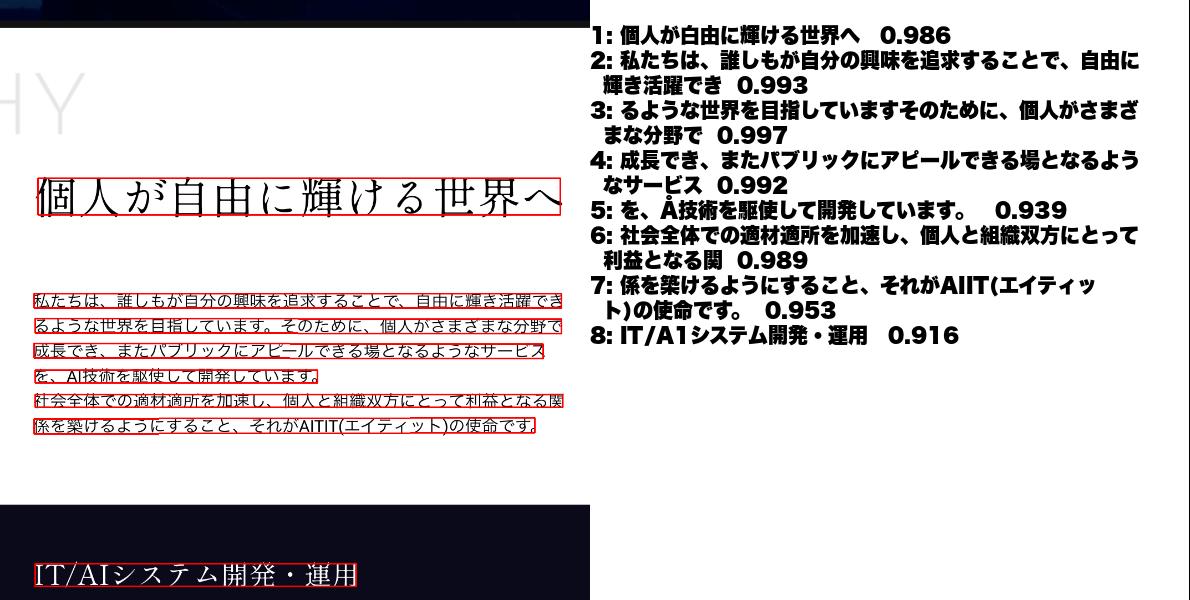 HY
個人が自由に輝ける世界へ
私たちは、誰しもが自分の興味を追求することで、自由に輝き活躍でき
るような世界を目指しています。そのために、個人がさまざまな分野で
成長でき、またパブリックにアピールできる場となるようなサービス
を、AI技術を駆使して開発しています。
社会全体での適材適所を加速し、個人と組織双方にとって利益となる関
係を築けるようにすること、それがAITIT(エイティット)の使命です。
IT/AIシステム開発・運用
1: 個人が自由に輝ける世界へ 0.986
2: 私たちは、誰しもが自分の興味を追求することで、自由に
輝き活躍でき 0.993
3: るような世界を目指していますそのために、個人がさまざ
まな分野で 0.997
4: 成長でき、またパブリックにアピールできる場となるよう
なサービス 0.992
5: を、Å技術を駆使して開発しています。 0.939
6: 社会全体での適材適所を加速し、個人と組織双方にとって
利益となる関 0.989
7: 係を築けるようにすること、それがAIIT(エイティッ
ト)の使命です。 0.953
8: IT/A1システム開発・運用 0.916